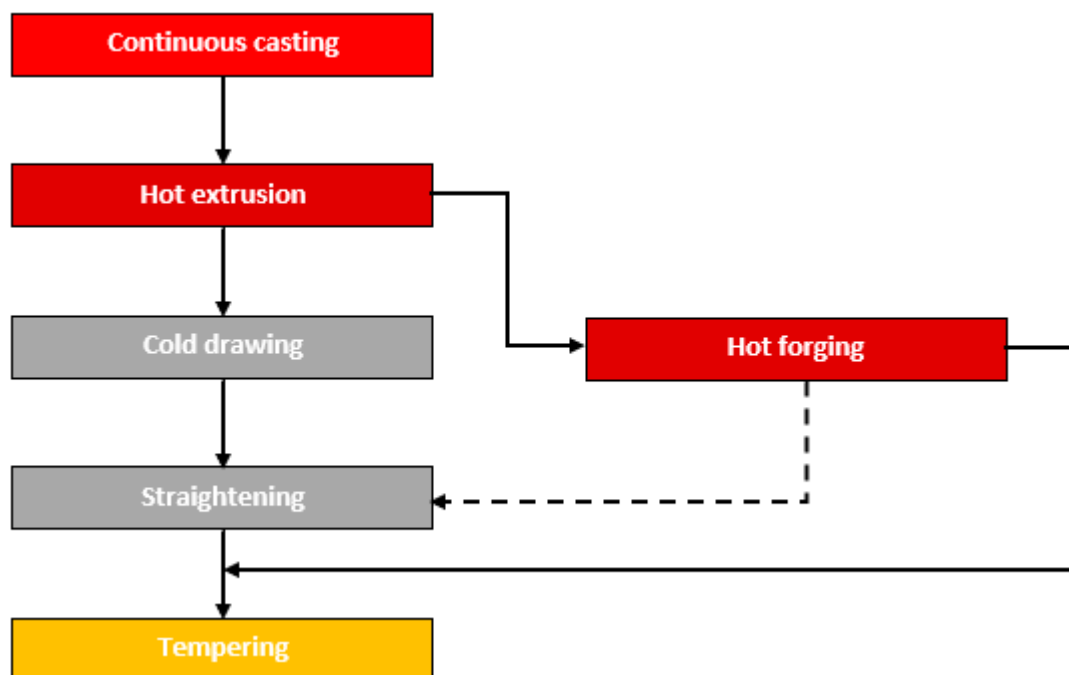 Continuous casting
Hot extrusion
Cold drawing
Hot forging
Straightening
Tempering